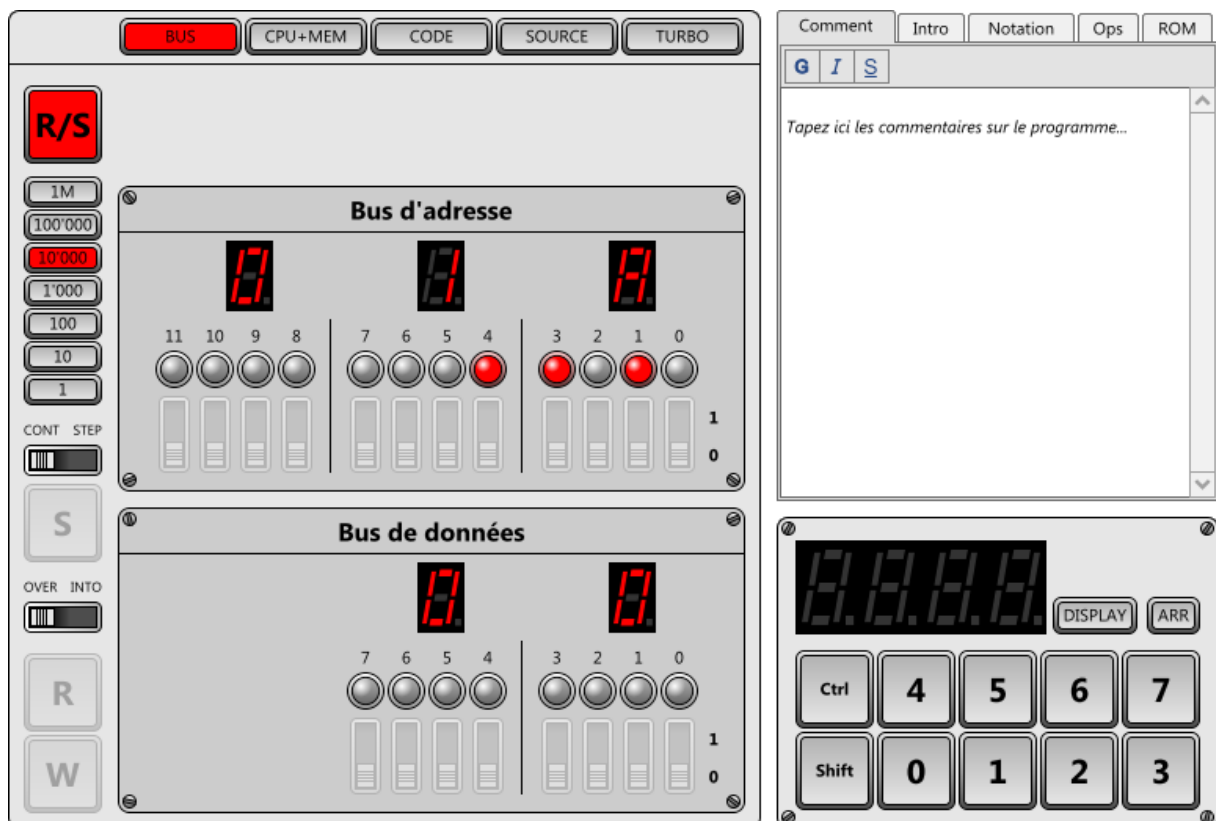 BUS CPU+MEM CODE SOURCE TURBO
R/S
1M
100'000
10'000
1'000
100
10
1
CONT STEP
S
OVER INTO
R
W
Bus d'adresse
0 1 A
11 10 9 8 7 6 5 4 3 2 1 0
1
0
Bus de données
0 0
7 6 5 4 3 2 1 0
1
0
Comment Intro Notation Ops ROM
G I S
Tapez ici les commentaires sur le programme...
DISPLAY ARR
Ctrl 4 5 6 7
Shift 0 1 2 3